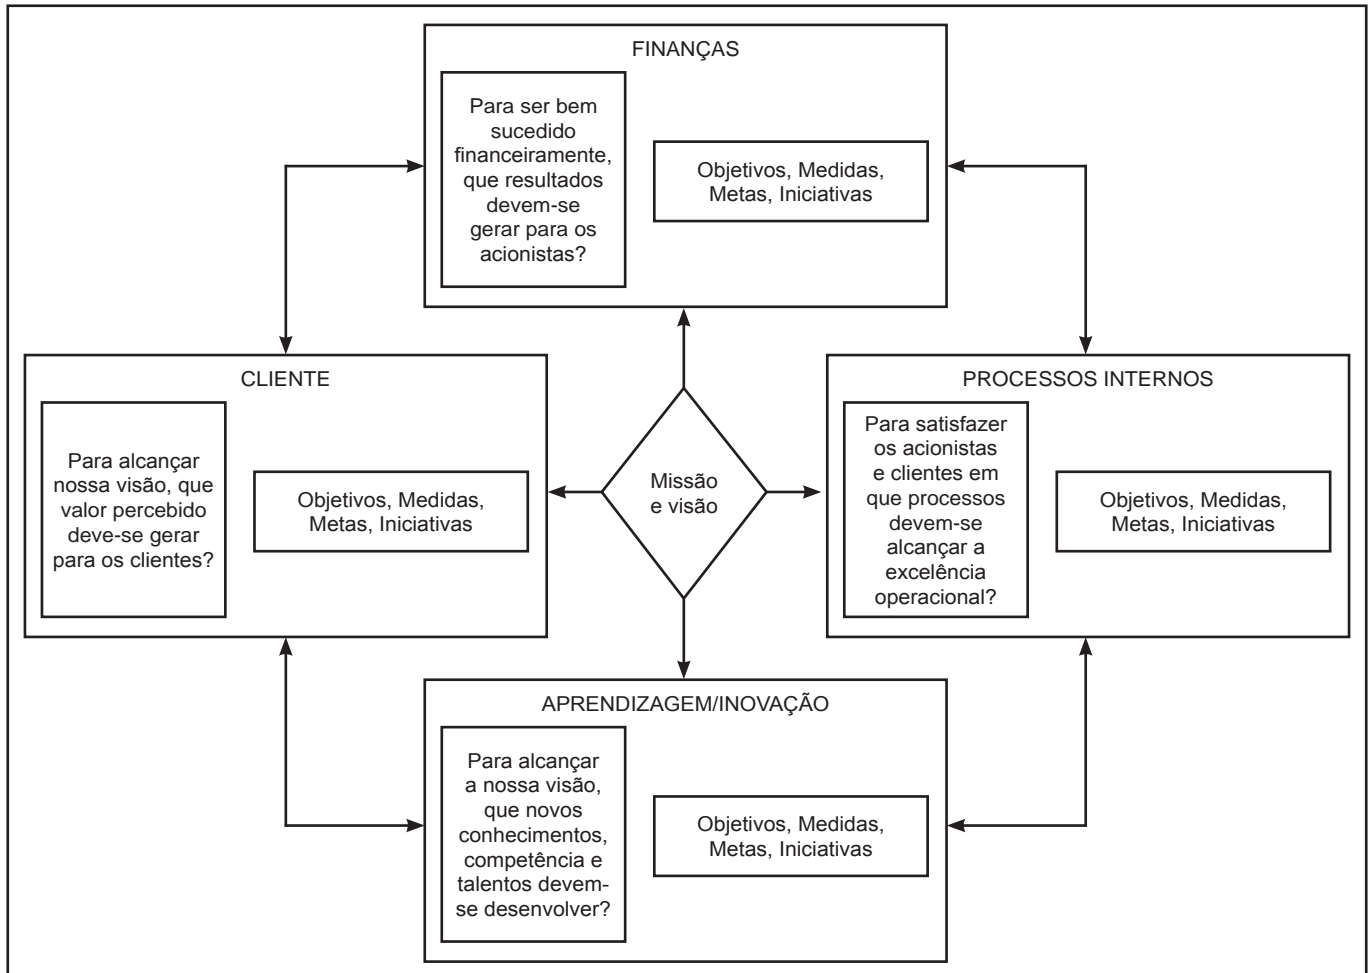 FINANÇAS
Para ser bem
sucedido
financeiramente,
que resultados
devem-se
gerar para os
acionistas?
Objetivos, Medidas,
Metas, Iniciativas
CLIENTE
Para alcançar
nossa visão, que
valor percebido
deve-se gerar
para os clientes?
Objetivos, Medidas,
Metas, Iniciativas
Missão
e visão
PROCESSOS INTERNOS
Para satisfazer
os acionistas
e clientes em
que processos
devem-se
alcançar a
excelência
operacional?
Objetivos, Medidas,
Metas, Iniciativas
APRENDIZAGEM/INOVAÇÃO
Para alcançar
a nossa visão,
que novos
conhecimentos,
competência e
talentos devem-
se desenvolver?
Objetivos, Medidas,
Metas, Iniciativas